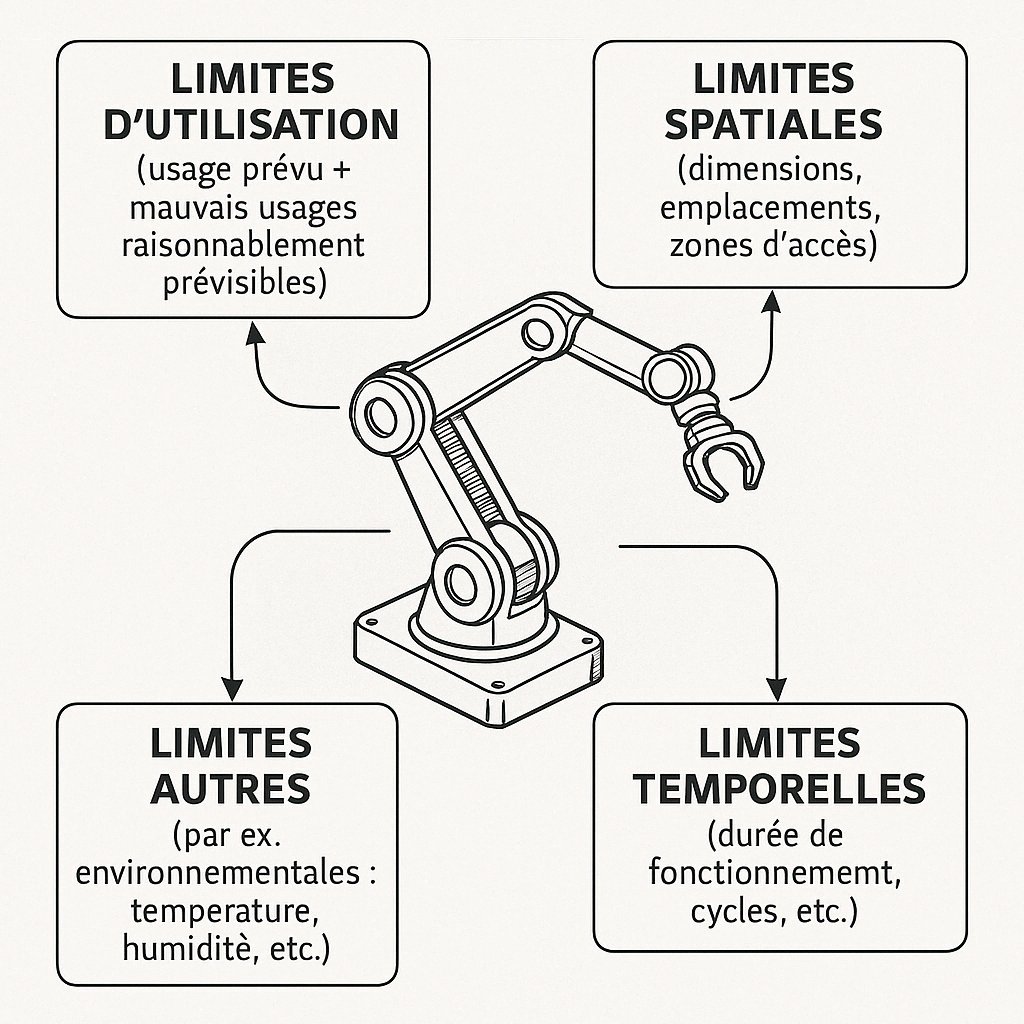 LIMITES
D'UTILISATION
(usage prévu +
mauvais usages
raisonnablement
prévisibles)
LIMITES
SPATIALES
(dimensions,
emplacements,
zones d'accès)
LIMITES
AUTRES
(par ex.
environnementales :
temperature,
humiditè, etc.)
LIMITES
TEMPORELLES
(durée de
fonctionnememt,
cycles, etc.)